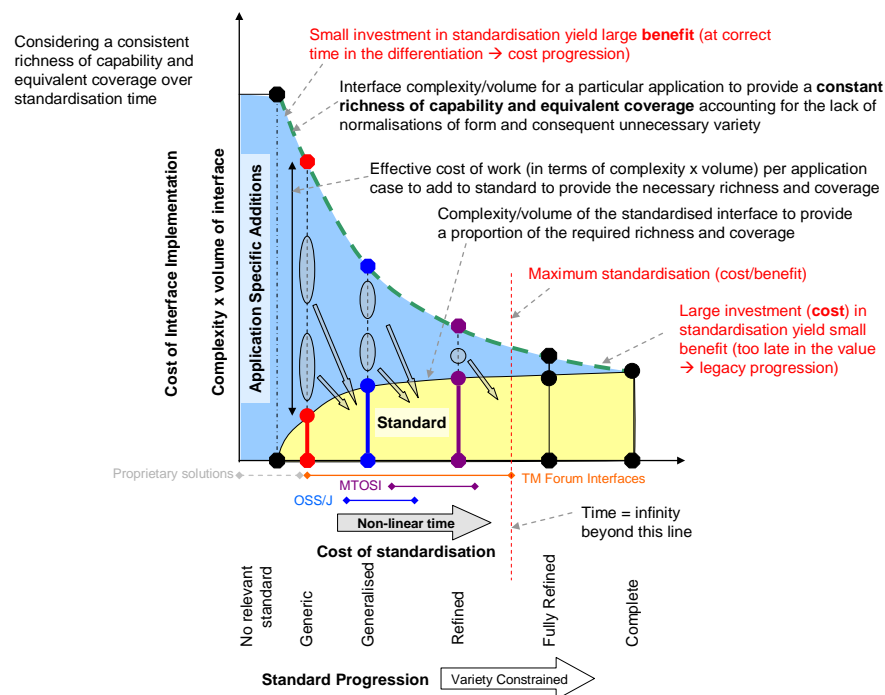 Considering a consistent
richness of capability and
equivalent coverage over
standardisation time
Small investment in standardisation yield large benefit (at correct
time in the differentiation → cost progression)
Interface complexity/volume for a particular application to provide a constant
richness of capability and equivalent coverage accounting for the lack of
normalisations of form and consequent unnecessary variety
Effective cost of work (in terms of complexity x volume) per application
case to add to standard to provide the necessary richness and coverage
Complexity/volume of the standardised interface to provide
a proportion of the required richness and coverage
Maximum standardisation (cost/benefit)
Large investment (cost) in
standardisation yield small
benefit (too late in the value
→ legacy progression)
Cost of Interface Implementation
Complexity x volume of interface
Application Specific Additions
Standard
Proprietary solutions
TM Forum Interfaces
MTOSI
OSS/J
Non-linear time
Time = infinity
beyond this line
Cost of standardisation
No relevant
standard
Generic
Generalised
Refined
Fully Refined
Complete
Standard Progression
Variety Constrained